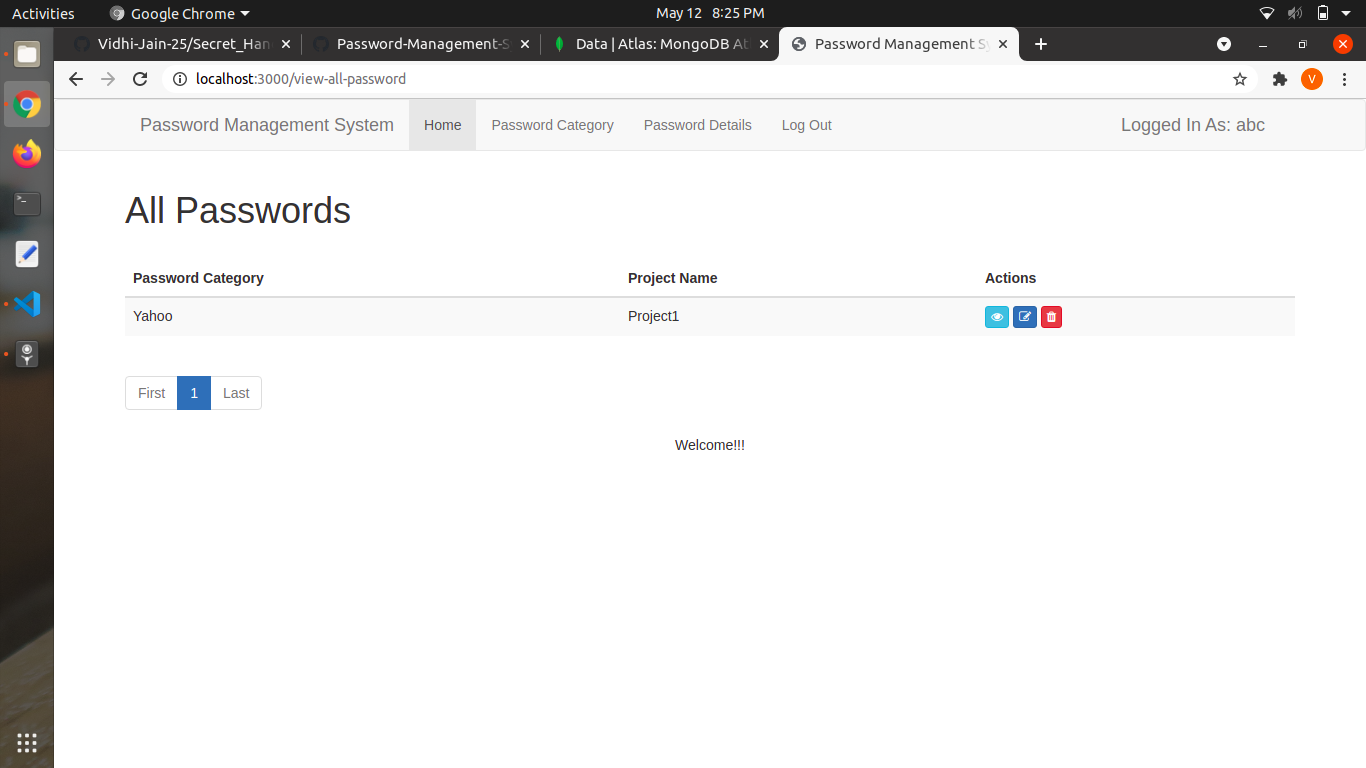 Activities Google Chrome May 12 8:25 PM
Vidhi-Jain-25/Secret_Han Password-Management-S Data | Atlas: MongoDB At Password Management Sy
localhost:3000/view-all-password V
Password Management System Home Password Category Password Details Log Out Logged In As: abc
All Passwords
Password Category Project Name Actions
Yahoo Project1
First 1 Last
Welcome!!!